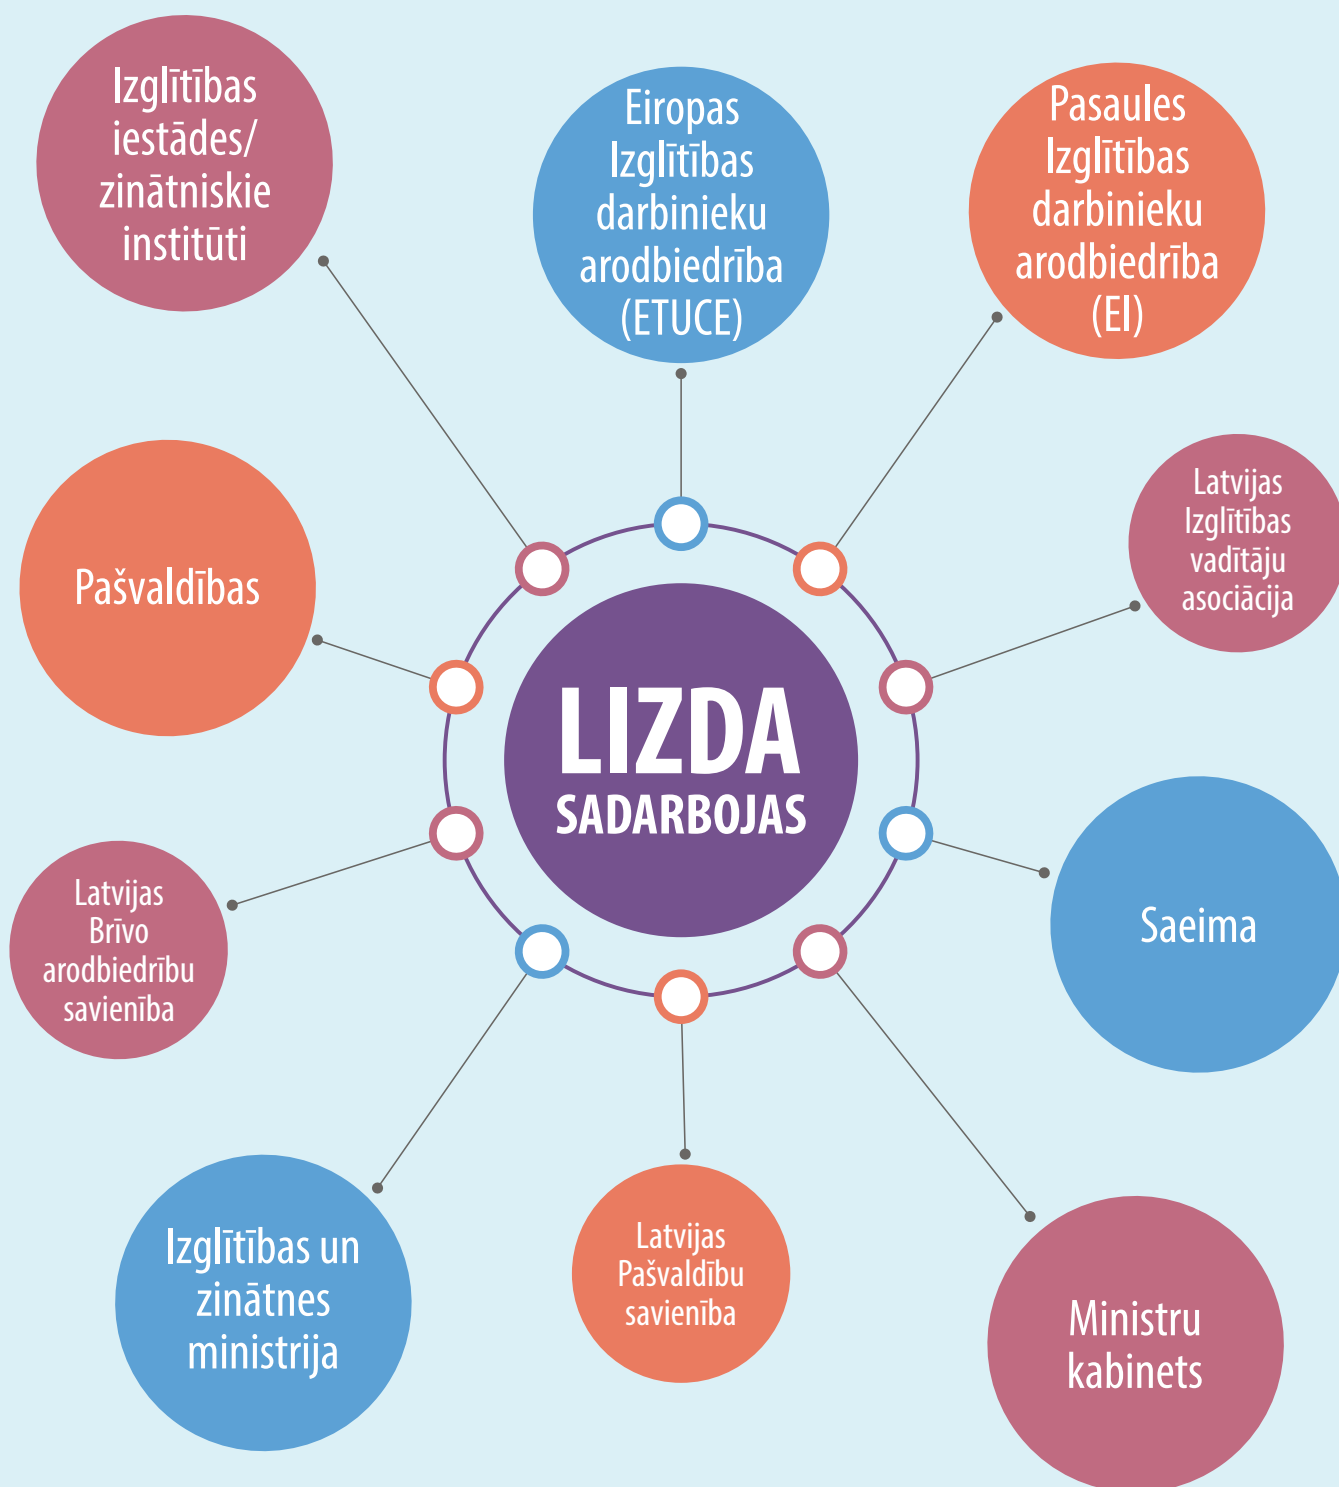 Izglītības
iestādes/
zinātniskie
institūti
Eiropas
Izglītības
darbinieku
arodbiedrība
(ETUCE)
Pasaules
Izglītības
darbinieku
arodbiedrība
(EI)
Latvijas
Izglītības
vadītāju
asociācija
Pašvaldības
LIZDA
SADARBOJAS
Saeima
Latvijas
Brīvo
arodbiedrību
savienība
Izglītības un
zinātnes
ministrija
Latvijas
Pašvaldību
savienība
Ministru
kabinets